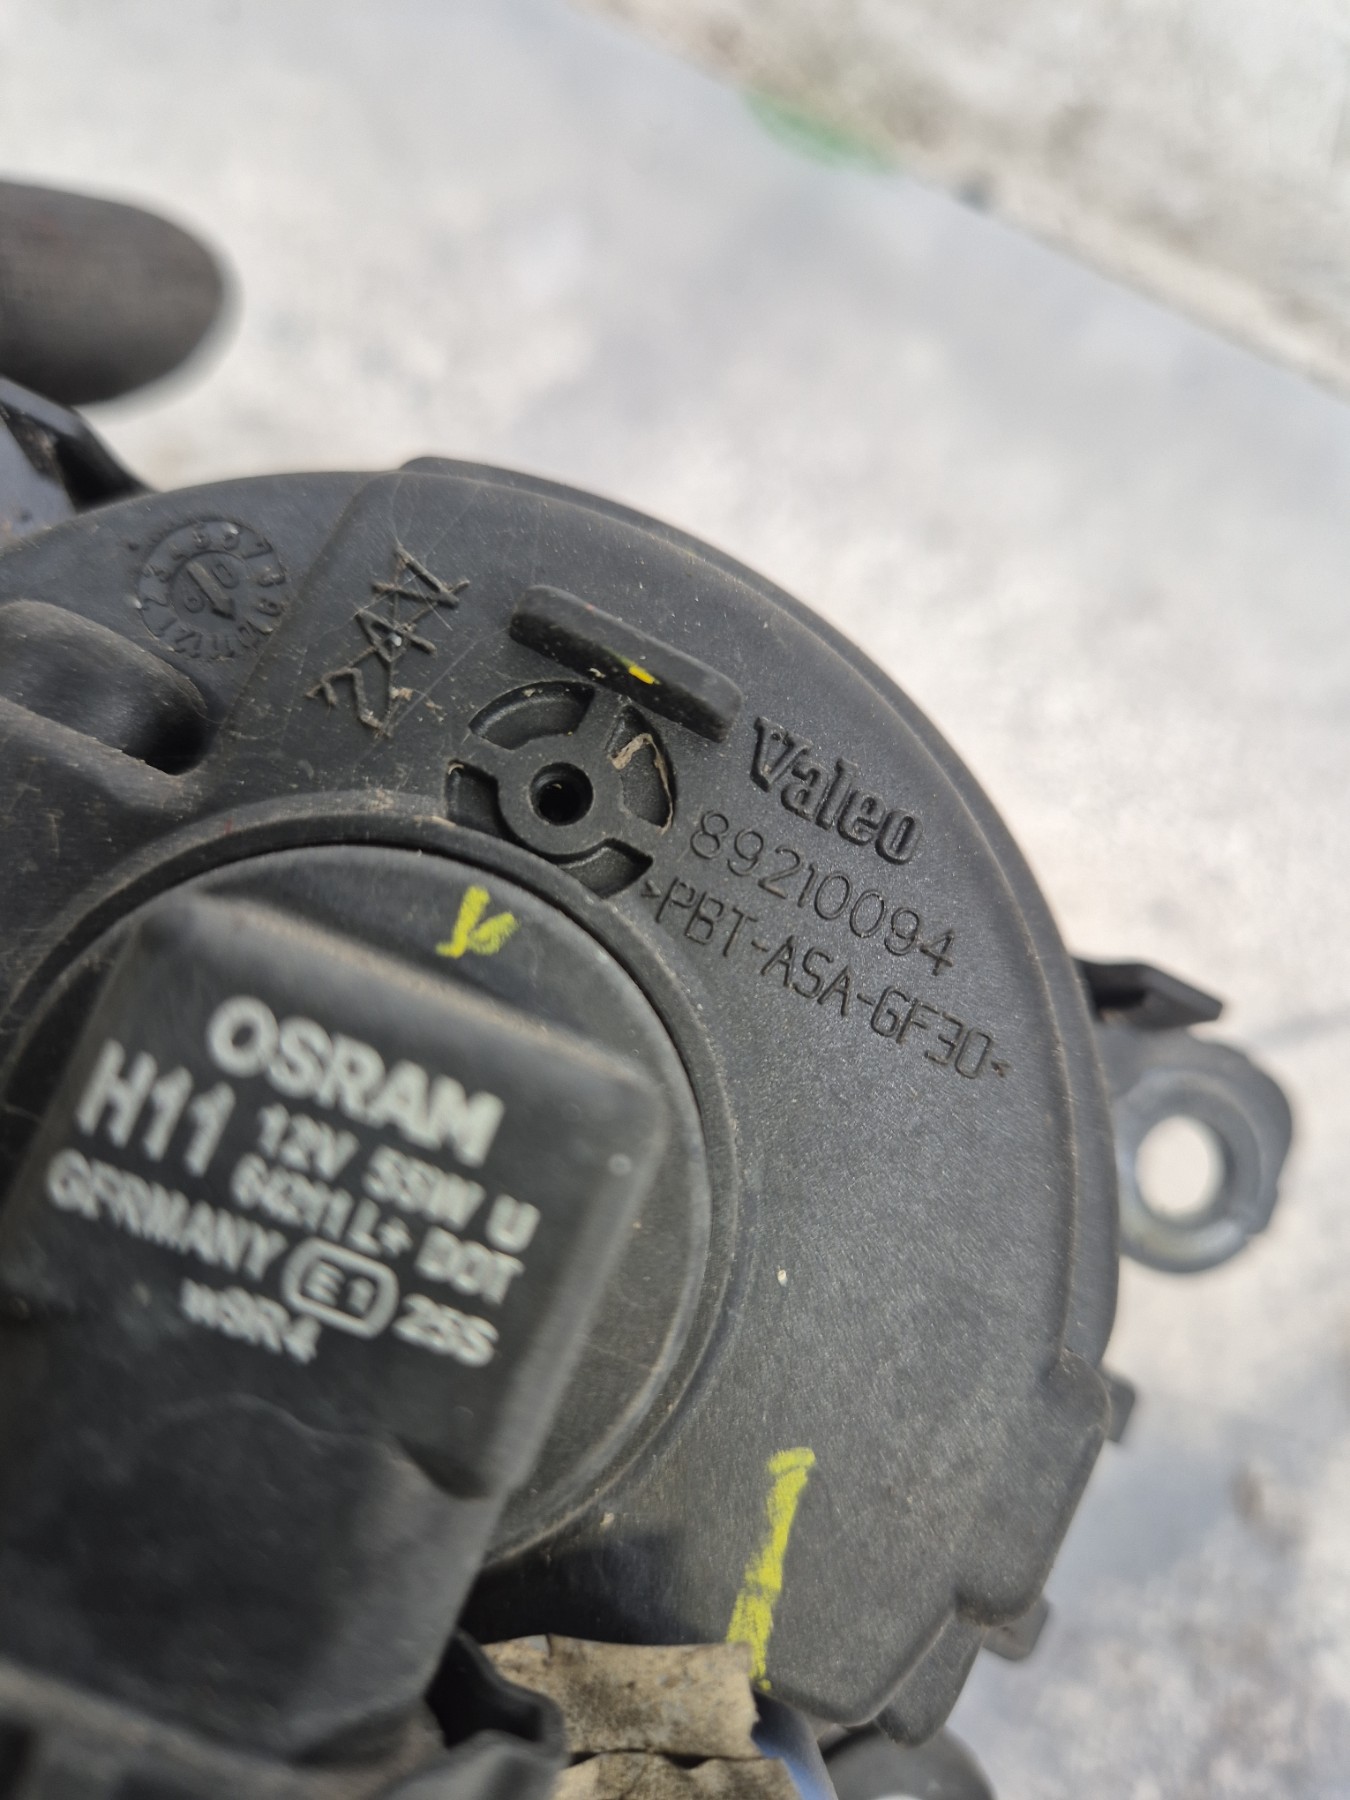 Valeo
89210094
>PBT-ASA-GF30<
OSRAM
H11 12V 55W U
64211 L+ DOT
GERMANY E1 25S